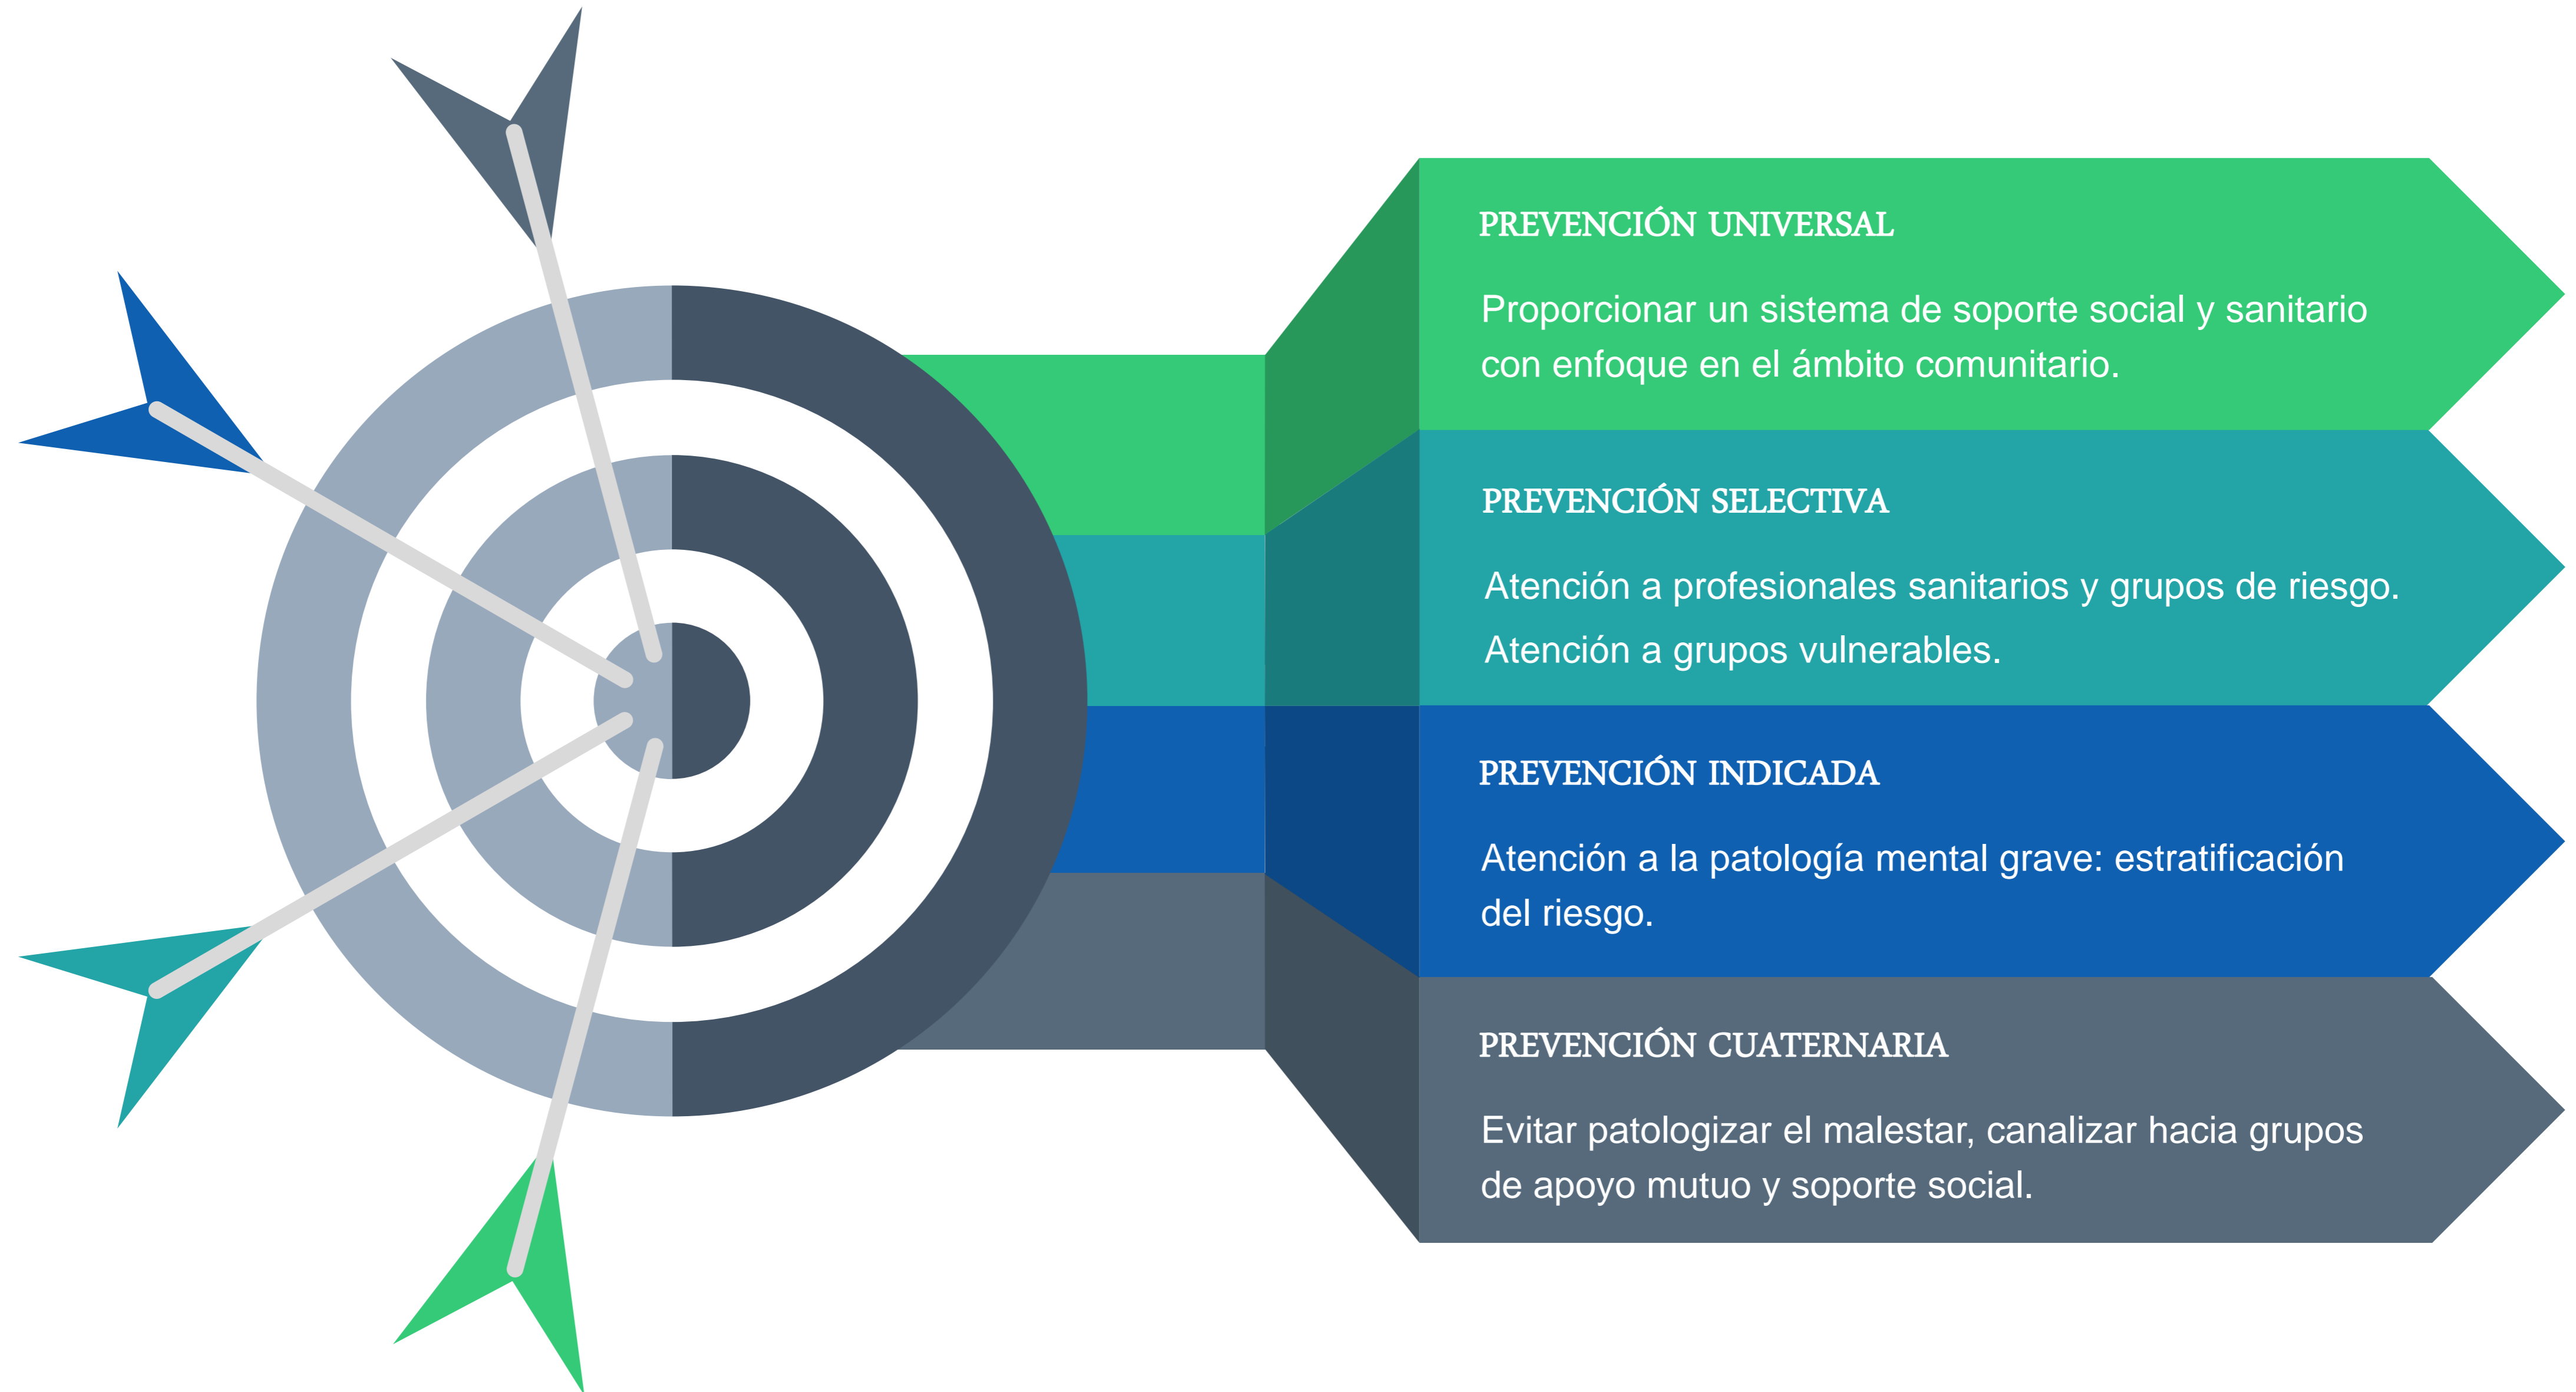 PREVENCIÓN UNIVERSAL
Proporcionar un sistema de soporte social y sanitario
con enfoque en el ámbito comunitario.
PREVENCIÓN SELECTIVA
Atención a profesionales sanitarios y grupos de riesgo.
Atención a grupos vulnerables.
PREVENCIÓN INDICADA
Atención a la patología mental grave: estratificación
del riesgo.
PREVENCIÓN CUATERNARIA
Evitar patologizar el malestar, canalizar hacia grupos
de apoyo mutuo y soporte social.